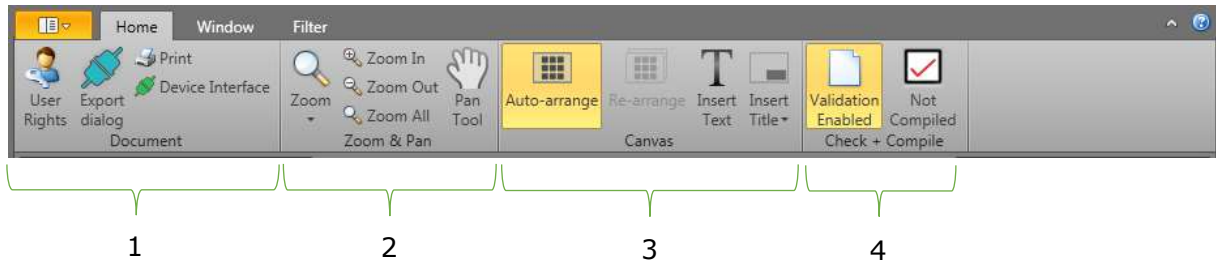 Home Window Filter
User Rights
Export dialog
Print
Device Interface
Document
Zoom
Zoom In
Zoom Out
Zoom All
Pan Tool
Zoom & Pan
Auto-arrange
Re-arrange
Insert Text
Insert Title
Canvas
Validation Enabled
Not Compiled
Check + Compile
1 2 3 4